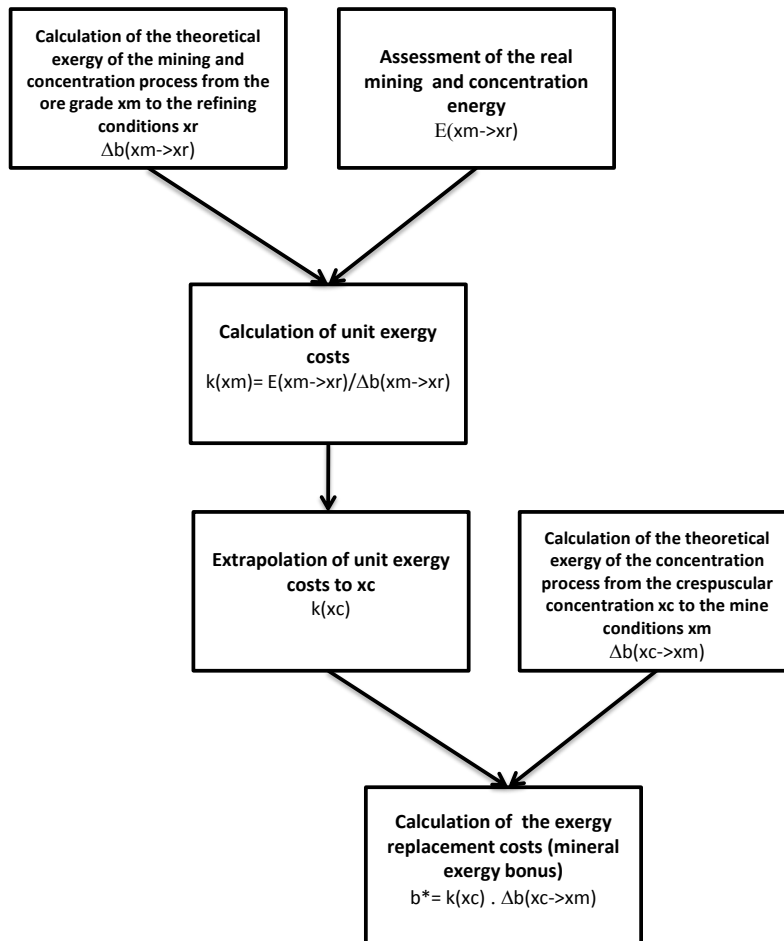 Calculation of the theoretical
exergy of the mining and
concentration process from the
ore grade xm to the refining
conditions xr
Δb(xm->xr)
Assessment of the real
mining and concentration
energy
E(xm->xr)
Calculation of unit exergy
costs
k(xm)= E(xm->xr)/Δb(xm->xr)
Extrapolation of unit exergy
costs to xc
k(xc)
Calculation of the theoretical
exergy of the concentration
process from the crespuscular
concentration xc to the mine
conditions xm
Δb(xc->xm)
Calculation of the exergy
replacement costs (mineral
exergy bonus)
b*= k(xc) . Δb(xc->xm)